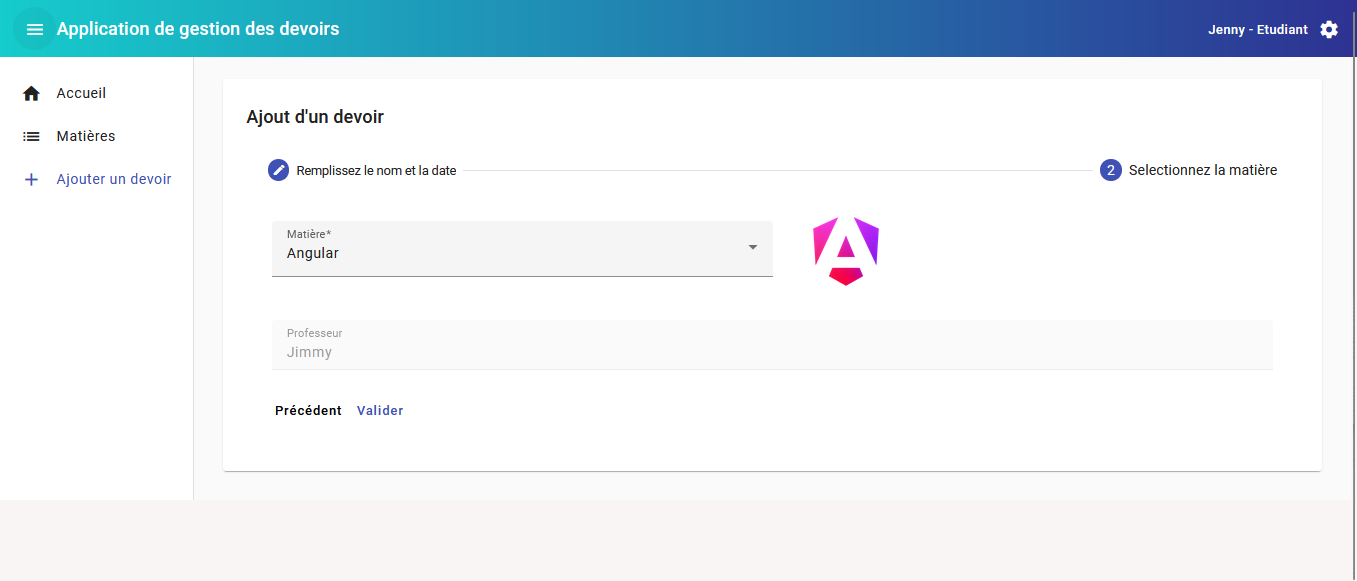 Application de gestion des devoirs
Jenny - Etudiant
Accueil
Matières
Ajouter un devoir
Ajout d'un devoir
Remplissez le nom et la date
2 Selectionnez la matière
Matière*
Angular
Professeur
Jimmy
Précédent Valider